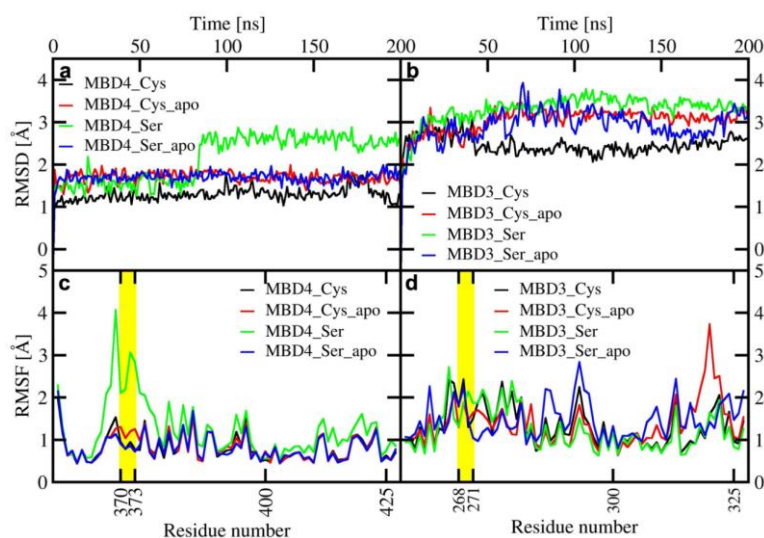 Time [ns] Time [ns]
0 50 100 150 200 50 100 150 200
a b
MBD4_Cys
MBD4_Cys_apo
MBD4_Ser
MBD4_Ser_apo
MBD3_Cys
MBD3_Cys_apo
MBD3_Ser
MBD3_Ser_apo
RMSD [Å]
4
3
2
1
0
4
3
2
1
0
c d
MBD4_Cys
MBD4_Cys_apo
MBD4_Ser
MBD4_Ser_apo
MBD3_Cys
MBD3_Cys_apo
MBD3_Ser
MBD3_Ser_apo
RMSF [Å]
5
4
3
2
1
0
5
4
3
2
1
0
370 373 400 425 268 271 300 325
Residue number Residue number